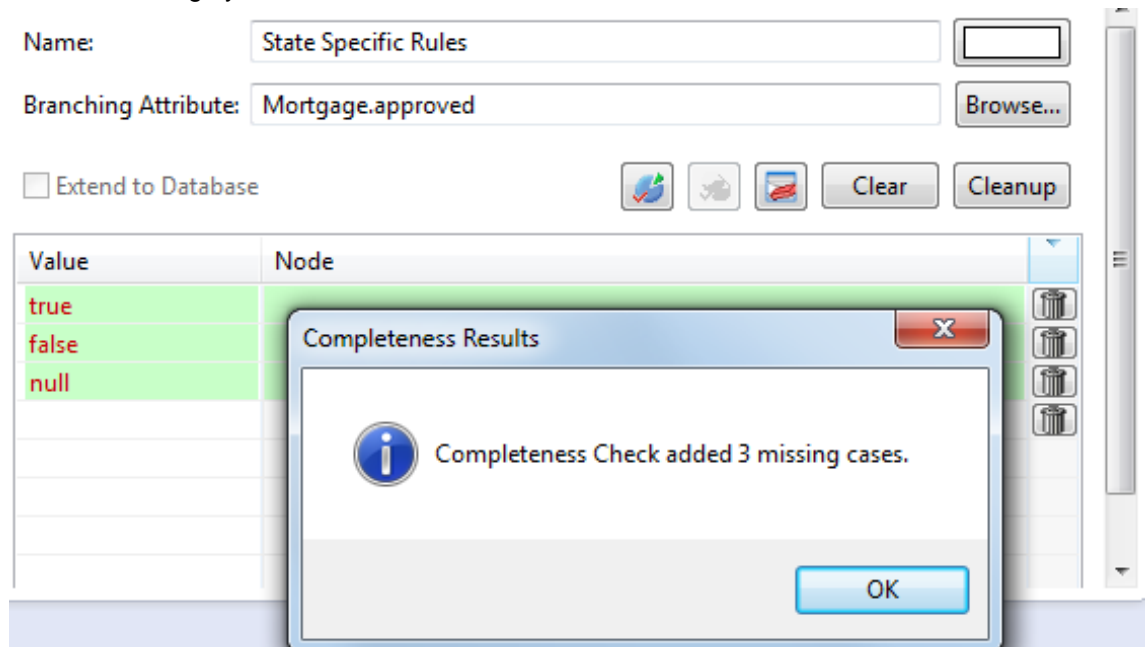 Name: State Specific Rules
Branching Attribute: Mortgage.approved Browse...
Extend to Database Clear Cleanup
Value Node
true
false
null
Completeness Results
Completeness Check added 3 missing cases.
OK